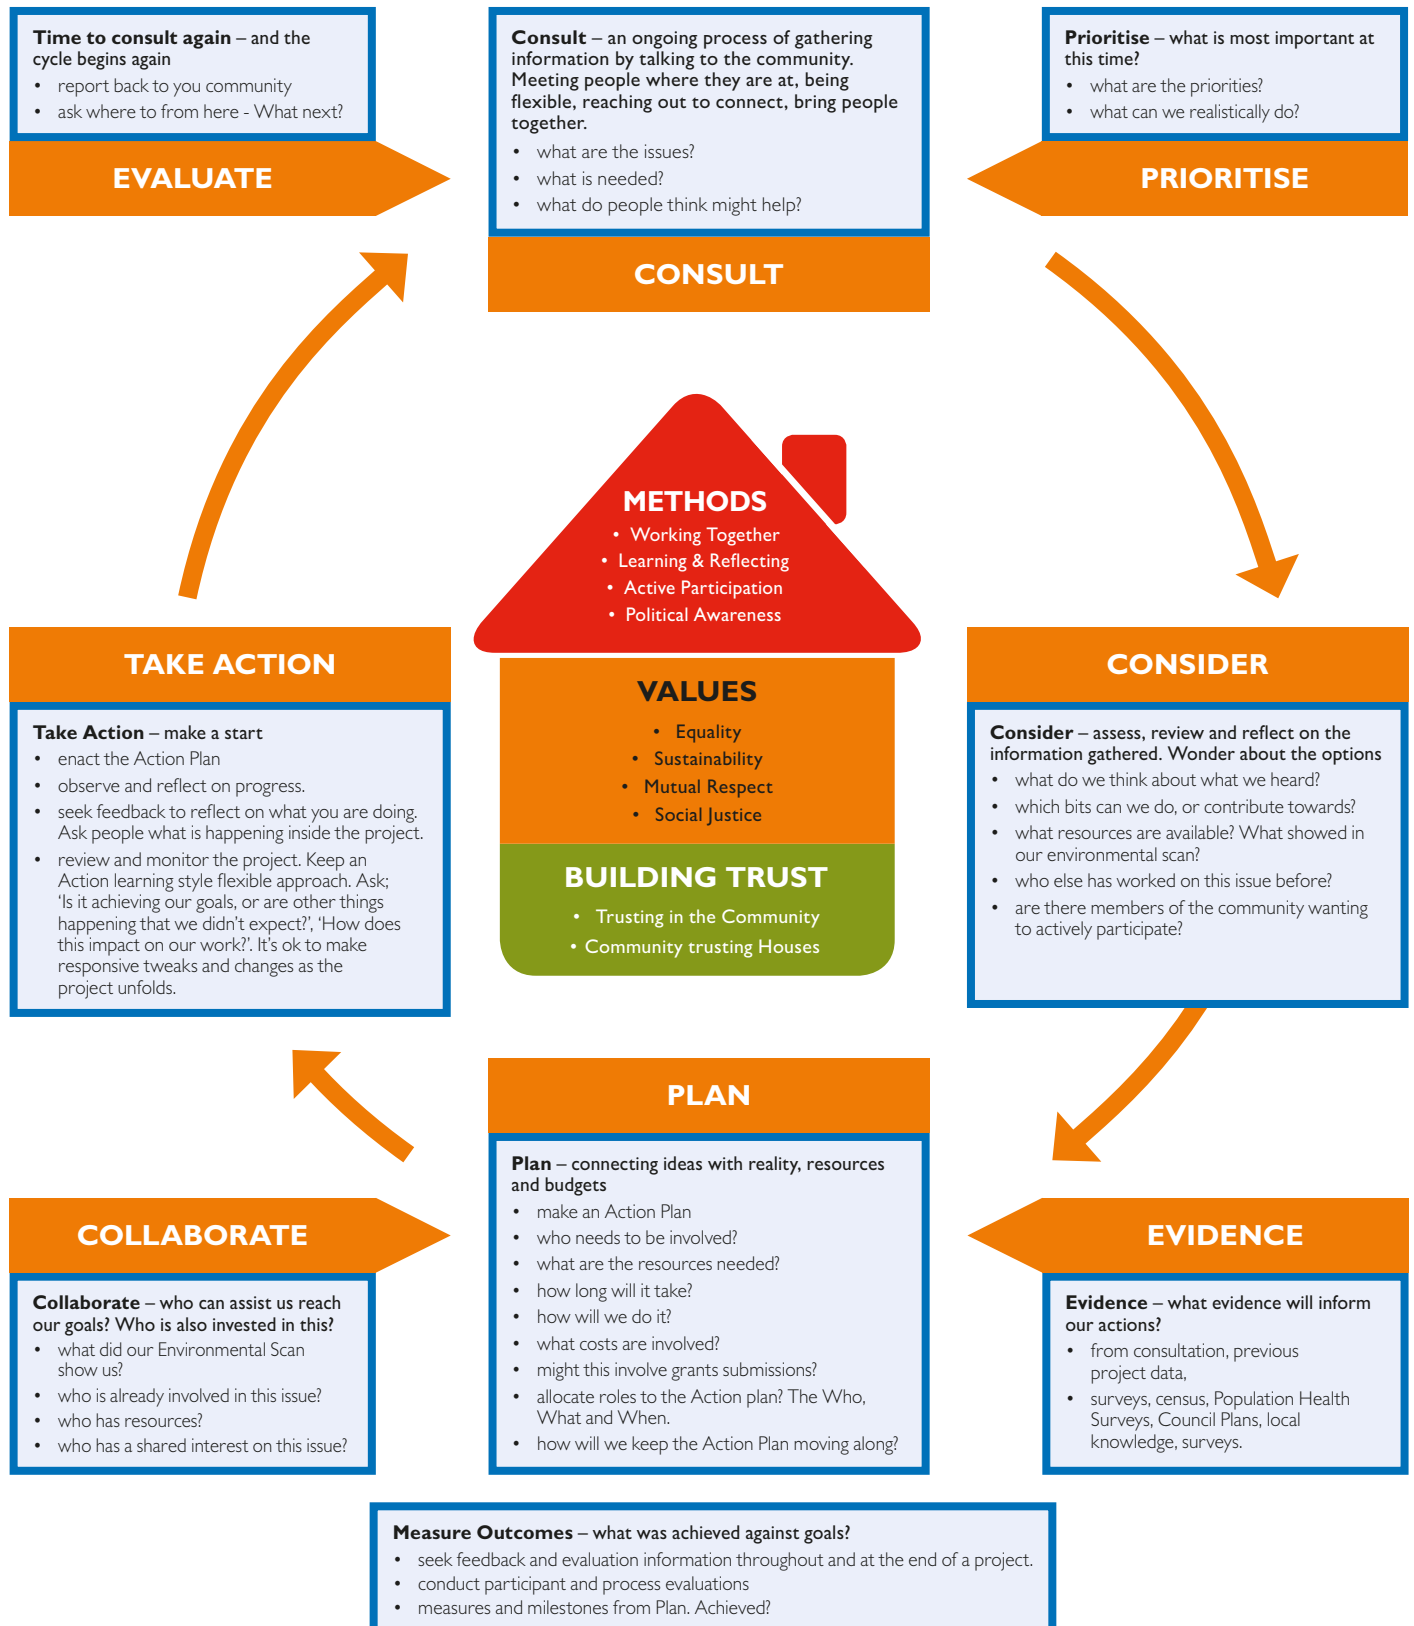 Time to consult again – and the
cycle begins again
• report back to you community
• ask where to from here - What next?
EVALUATE
Consult – an ongoing process of gathering
information by talking to the community.
Meeting people where they are at, being
flexible, reaching out to connect, bring people
together.
• what are the issues?
• what is needed?
• what do people think might help?
CONSULT
Prioritise – what is most important at
this time?
• what are the priorities?
• what can we realistically do?
PRIORITISE
METHODS
• Working Together
• Learning & Reflecting
• Active Participation
• Political Awareness
VALUES
• Equality
• Sustainability
• Mutual Respect
• Social Justice
BUILDING TRUST
• Trusting in the Community
• Community trusting Houses
TAKE ACTION
Take Action – make a start
• enact the Action Plan
• observe and reflect on progress.
• seek feedback to reflect on what you are doing.
Ask people what is happening inside the project.
• review and monitor the project. Keep an
Action learning style flexible approach. Ask;
‘Is it achieving our goals, or are other things
happening that we didn’t expect?’, ‘How does
this impact on our work?’. It’s ok to make
responsive tweaks and changes as the
project unfolds.
CONSIDER
Consider – assess, review and reflect on the
information gathered. Wonder about the options
• what do we think about what we heard?
• which bits can we do, or contribute towards?
• what resources are available? What showed in
our environmental scan?
• who else has worked on this issue before?
• are there members of the community wanting
to actively participate?
COLLABORATE
Collaborate – who can assist us reach
our goals? Who is also invested in this?
• what did our Environmental Scan
show us?
• who is already involved in this issue?
• who has resources?
• who has a shared interest on this issue?
PLAN
Plan – connecting ideas with reality, resources
and budgets
• make an Action Plan
• who needs to be involved?
• what are the resources needed?
• how long will it take?
• how will we do it?
• what costs are involved?
• might this involve grants submissions?
• allocate roles to the Action plan? The Who,
What and When.
• how will we keep the Action Plan moving along?
EVIDENCE
Evidence – what evidence will inform
our actions?
• from consultation, previous
project data,
• surveys, census, Population Health
Surveys, Council Plans, local
knowledge, surveys.
Measure Outcomes – what was achieved against goals?
• seek feedback and evaluation information throughout and at the end of a project.
• conduct participant and process evaluations
• measures and milestones from Plan. Achieved?